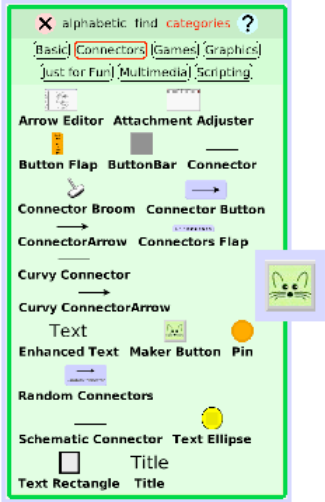 alphabetic find categories ?
Basic Connectors Games Graphics
Just for Fun Multimedia Scripting
Arrow Editor Attachment Adjuster
Button Flap ButtonBar Connector
Connector Broom Connector Button
ConnectorArrow Connectors Flap
Curvy Connector
Curvy ConnectorArrow
Text
Enhanced Text Maker Button Pin
Random Connectors
Schematic Connector Text Ellipse
Title
Text Rectangle Title